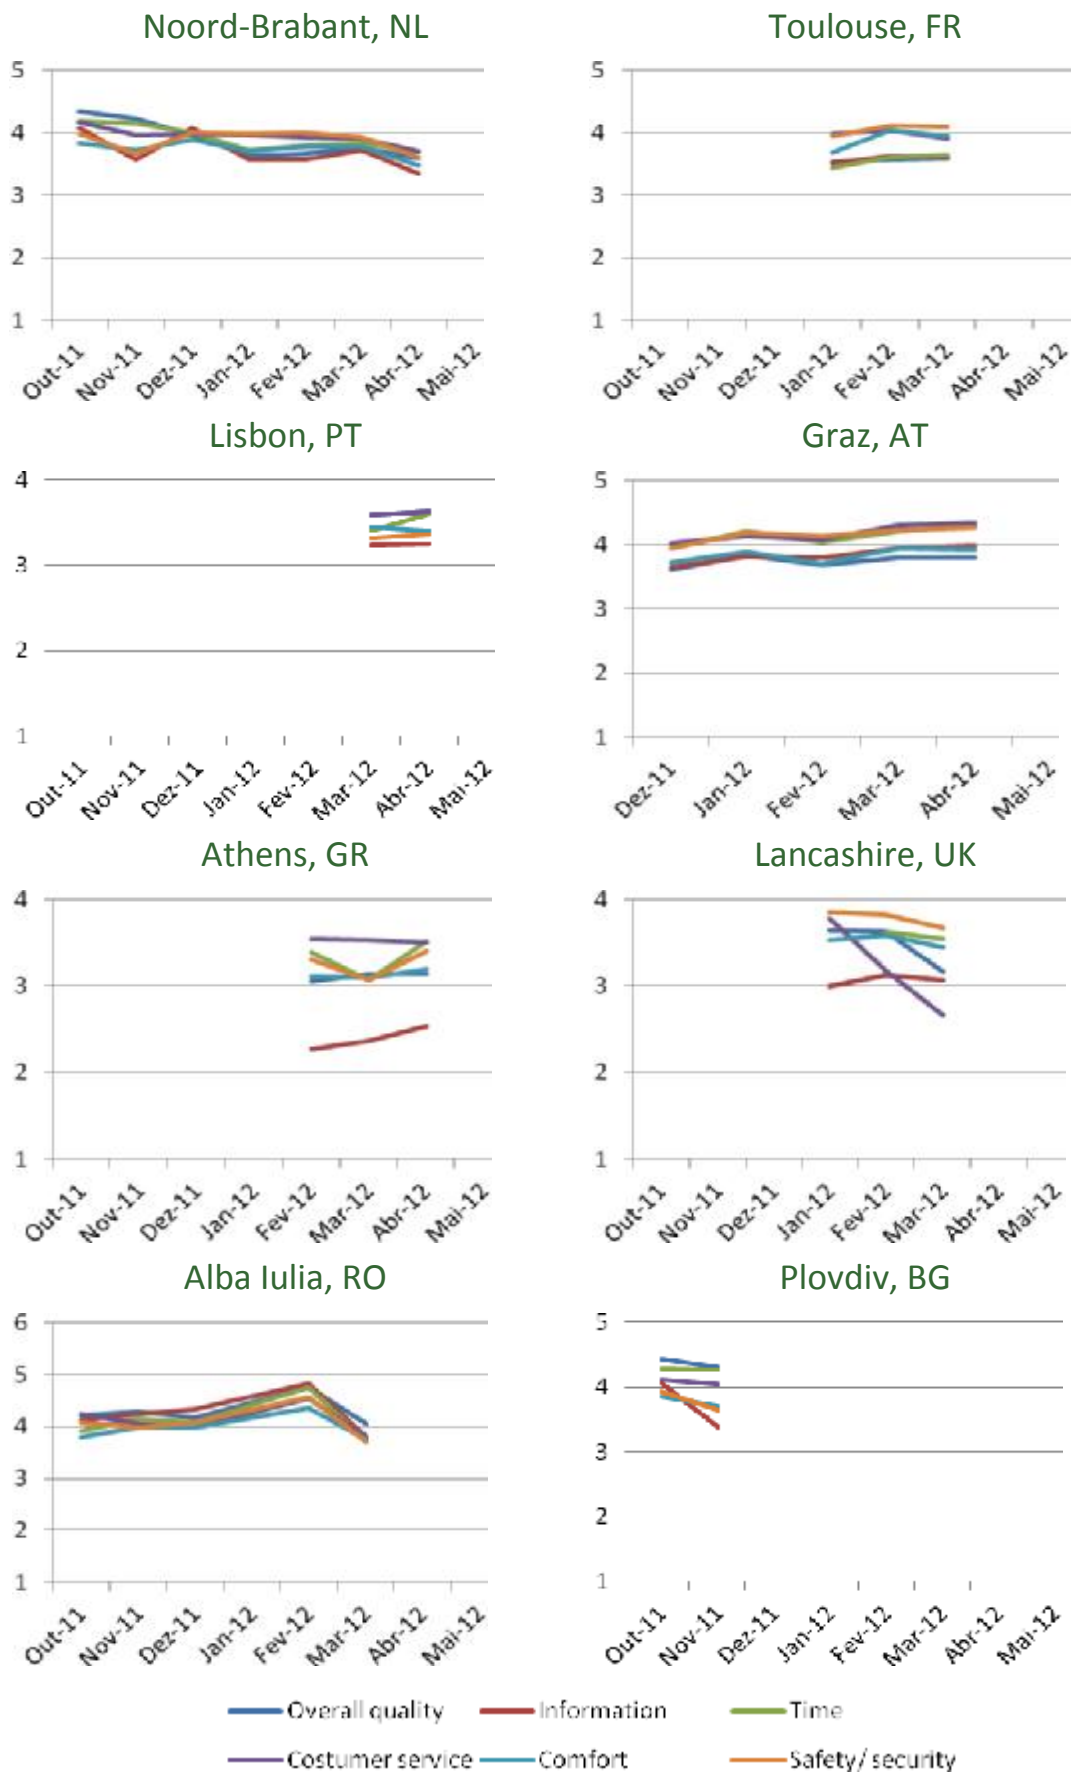 Noord-Brabant, NL
5
4
3
2
1
Out-11 Nov-11 Dez-11 Jan-12 Fev-12 Mar-12 Abr-12 Mai-12
Toulouse, FR
5
4
3
2
1
Out-11 Nov-11 Dez-11 Jan-12 Fev-12 Mar-12 Abr-12 Mai-12
Lisbon, PT
4
3
2
1
Out-11 Nov-11 Dez-11 Jan-12 Fev-12 Mar-12 Abr-12 Mai-12
Graz, AT
5
4
3
2
1
Dez-11 Jan-12 Fev-12 Mar-12 Abr-12 Mai-12
Athens, GR
4
3
2
1
Out-11 Nov-11 Dez-11 Jan-12 Fev-12 Mar-12 Abr-12 Mai-12
Lancashire, UK
4
3
2
1
Out-11 Nov-11 Dez-11 Jan-12 Fev-12 Mar-12 Abr-12 Mai-12
Alba Iulia, RO
6
5
4
3
2
1
Out-11 Nov-11 Dez-11 Jan-12 Fev-12 Mar-12 Abr-12 Mai-12
Plovdiv, BG
5
4
3
2
1
Out-11 Nov-11 Dez-11 Jan-12 Fev-12 Mar-12 Abr-12 Mai-12
Overall quality Information Time
Costumer service Comfort Safety/ security